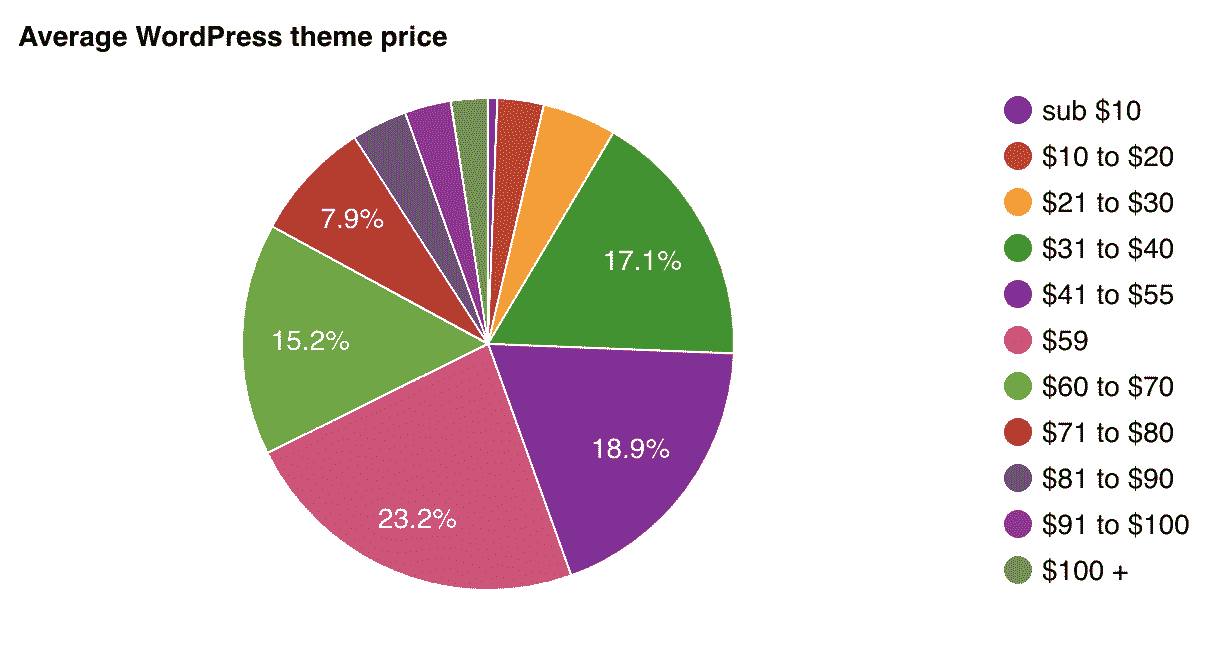 Average WordPress theme price
sub $10
$10 to $20
$21 to $30
$31 to $40
$41 to $55
$59
$60 to $70
$71 to $80
$81 to $90
$91 to $100
$100 +
7.9%
17.1%
15.2%
18.9%
23.2%